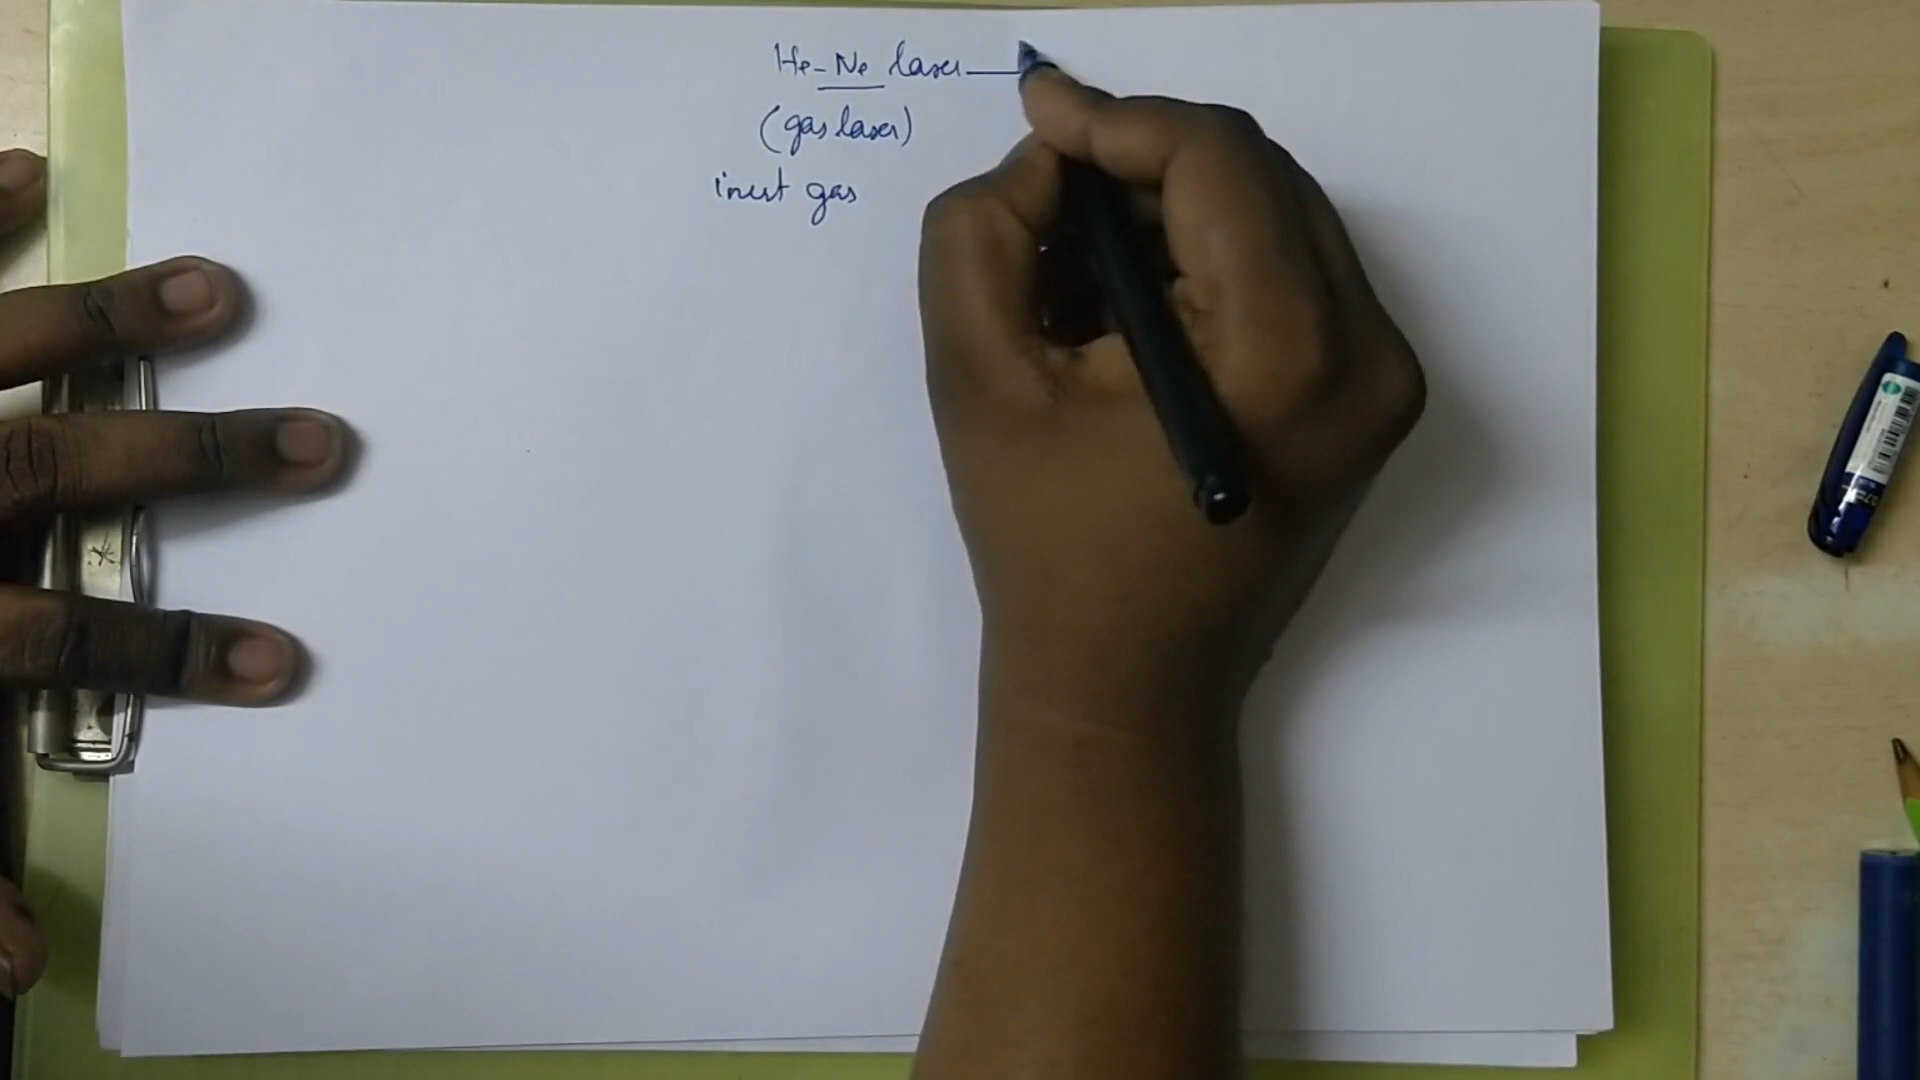 He-Ne laser
(gas laser)
inert gas